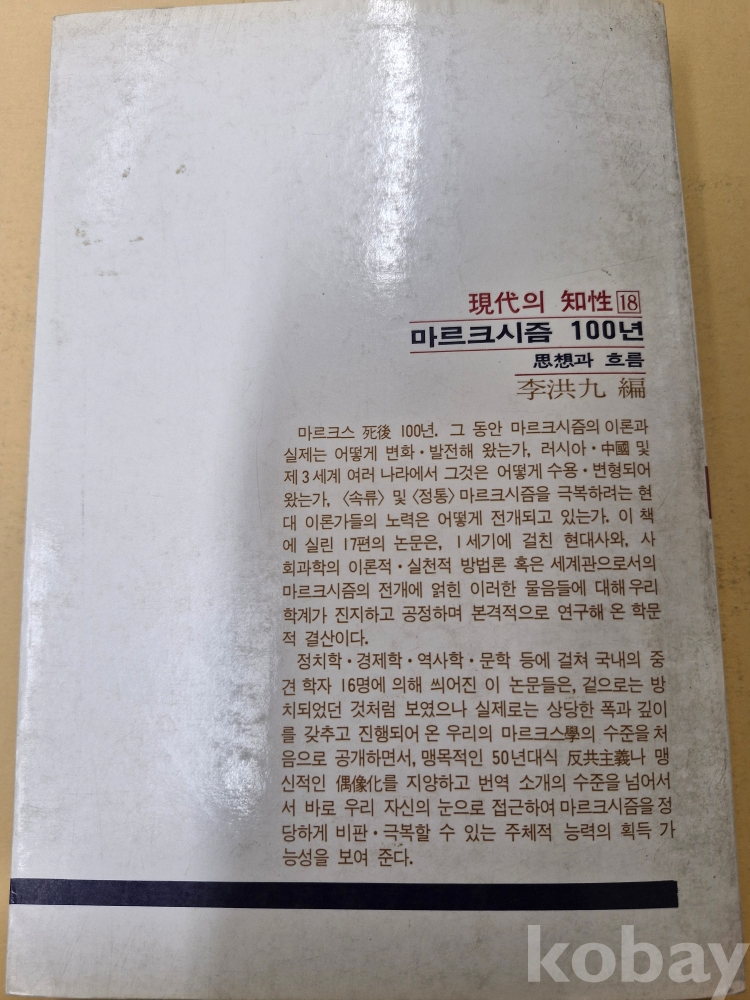 現代의 知性 18
마르크시즘 100년
思想과 흐름
李洪九 編
마르크스 死後 100년. 그 동안 마르크시즘의 이론과
실제는 어떻게 변화·발전해 왔는가, 러시아·中國 및
제3세계 여러 나라에서 그것은 어떻게 수용·변형되어
왔는가, 〈속류〉 및 〈정통〉 마르크시즘을 극복하려는 현
대 이론가들의 노력은 어떻게 전개되고 있는가. 이 책
에 실린 17편의 논문은, 1세기에 걸친 현대사와, 사
회과학의 이론적·실천적 방법론 혹은 세계관으로서의
마르크시즘의 전개에 얽힌 이러한 물음들에 대해 우리
학계가 진지하고 공정하며 본격적으로 연구해 온 학문
적 결산이다.
정치학·경제학·역사학·문학 등에 걸쳐 국내의 중
견 학자 16명에 의해 씌어진 이 논문들은, 겉으로는 방
치되었던 것처럼 보였으나 실제로는 상당한 폭과 깊이
를 갖추고 진행되어 온 우리의 마르크스學의 수준을 처
음으로 공개하면서, 맹목적인 50년대식 反共主義나 맹
신적인 偶像化를 지양하고 번역 소개의 수준을 넘어서
서 바로 우리 자신의 눈으로 접근하여 마르크시즘을 정
당하게 비판·극복할 수 있는 주체적 능력의 획득 가
능성을 보여 준다.
kobay